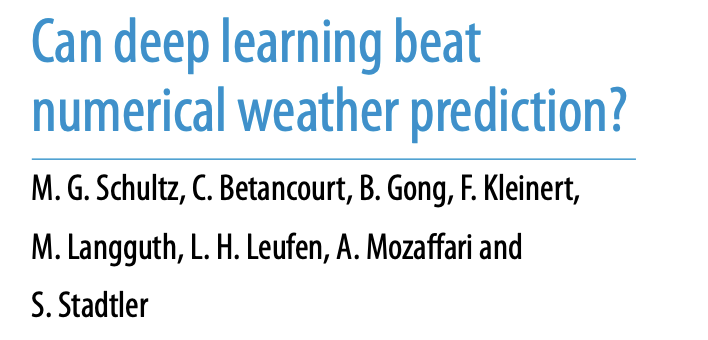 Can deep learning beat
numerical weather prediction?
M. G. Schultz, C. Betancourt, B. Gong, F. Kleinert,
M. Langguth, L. H. Leufen, A. Mozaffari and
S. Stadtler